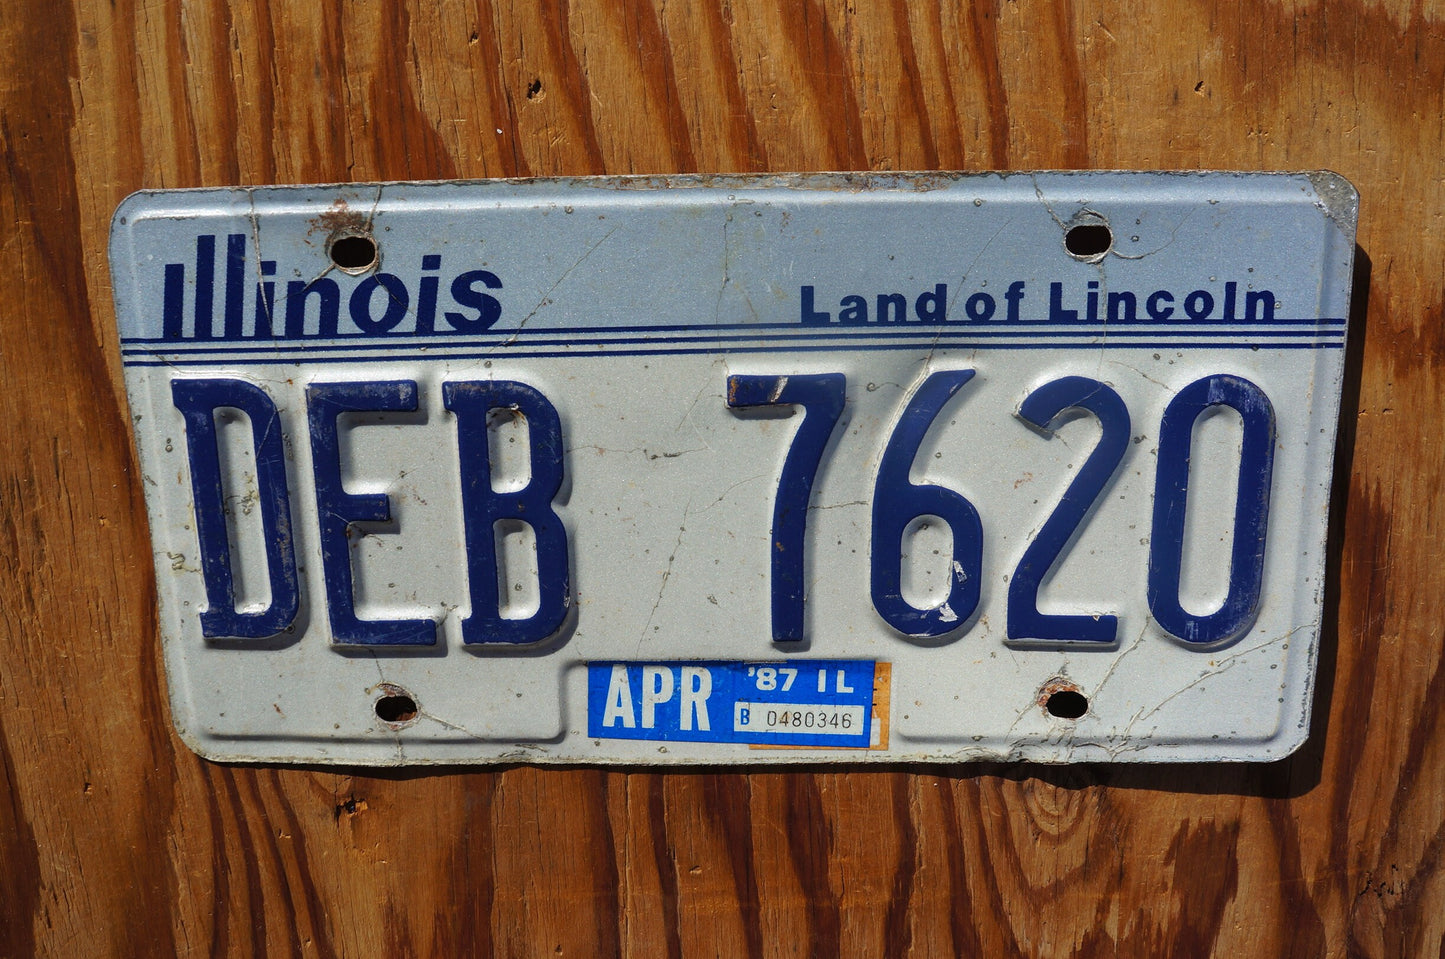 Illinois Land of Lincoln
DEB 7620
APR '87 IL
B 0480346